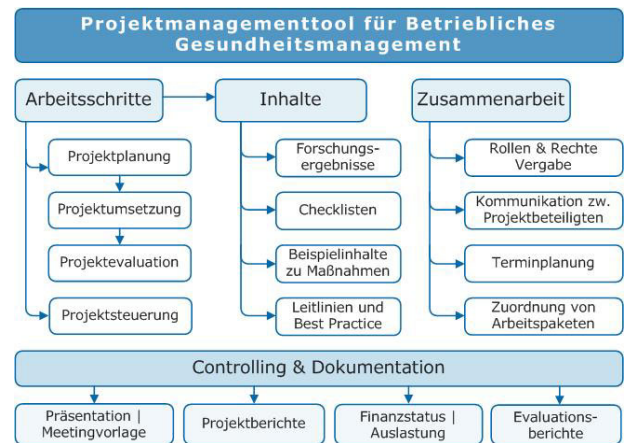 Projektmanagementtool für Betriebliches
Gesundheitsmanagement
Arbeitsschritte
Projektplanung
Projektumsetzung
Projektevaluation
Projektsteuerung
Inhalte
Forschungs-
ergebnisse
Checklisten
Beispielinhalte
zu Maßnahmen
Leitlinien und
Best Practice
Zusammenarbeit
Rollen & Rechte
Vergabe
Kommunikation zw.
Projektbeteiligten
Terminplanung
Zuordnung von
Arbeitspaketen
Controlling & Dokumentation
Präsentation |
Meetingvorlage
Projektberichte
Finanzstatus |
Auslastung
Evaluations-
berichte